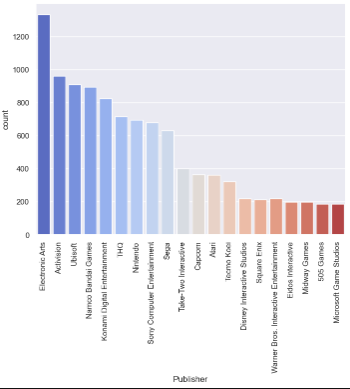 1200
1000
800
600
400
200
0
count
Electronic Arts
Activision
Ubisoft
Namco Bandai Games
Konami Digital Entertainment
THQ
Nintendo
Sony Computer Entertainment
Sega
Take-Two Interactive
Capcom
Atari
Tecmo Koei
Disney Interactive Studios
Square Enix
Warner Bros. Interactive Entertainment
Eidos Interactive
Midway Games
505 Games
Microsoft Game Studios
Publisher